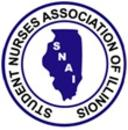 STUDENT NURSES ASSOCIATION OF ILLINOIS
SNAI